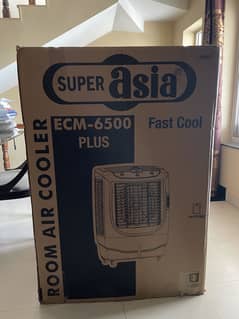 SUPER asia
ROOM AIR COOLER
ECM-6500
PLUS
Fast Cool